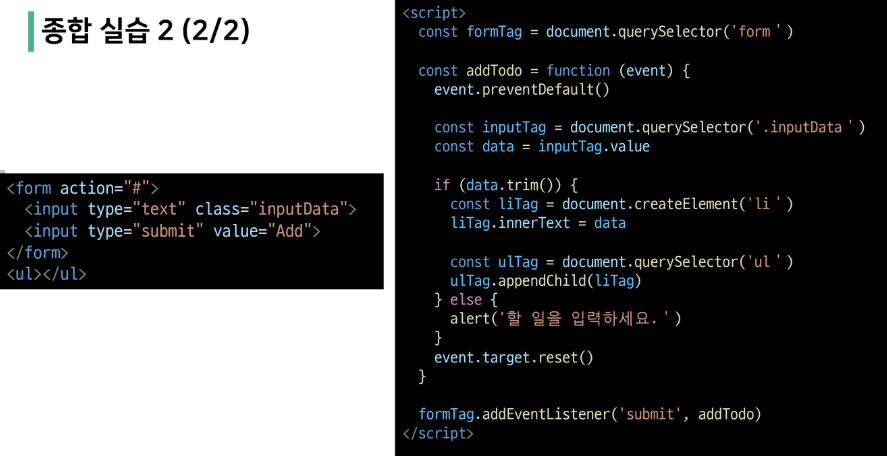 종합 실습 2 (2/2)
<form action="#">
  <input type="text" class="inputData">
  <input type="submit" value="Add">
</form>
<ul></ul>
<script>
  const formTag = document.querySelector('form')

  const addTodo = function (event) {
    event.preventDefault()

    const inputTag = document.querySelector('.inputData')
    const data = inputTag.value

    if (data.trim()) {
      const liTag = document.createElement('li')
      liTag.innerText = data

      const ulTag = document.querySelector('ul')
      ulTag.appendChild(liTag)
    } else {
      alert('할 일을 입력하세요.')
    }
    event.target.reset()
  }

  formTag.addEventListener('submit', addTodo)
</script>